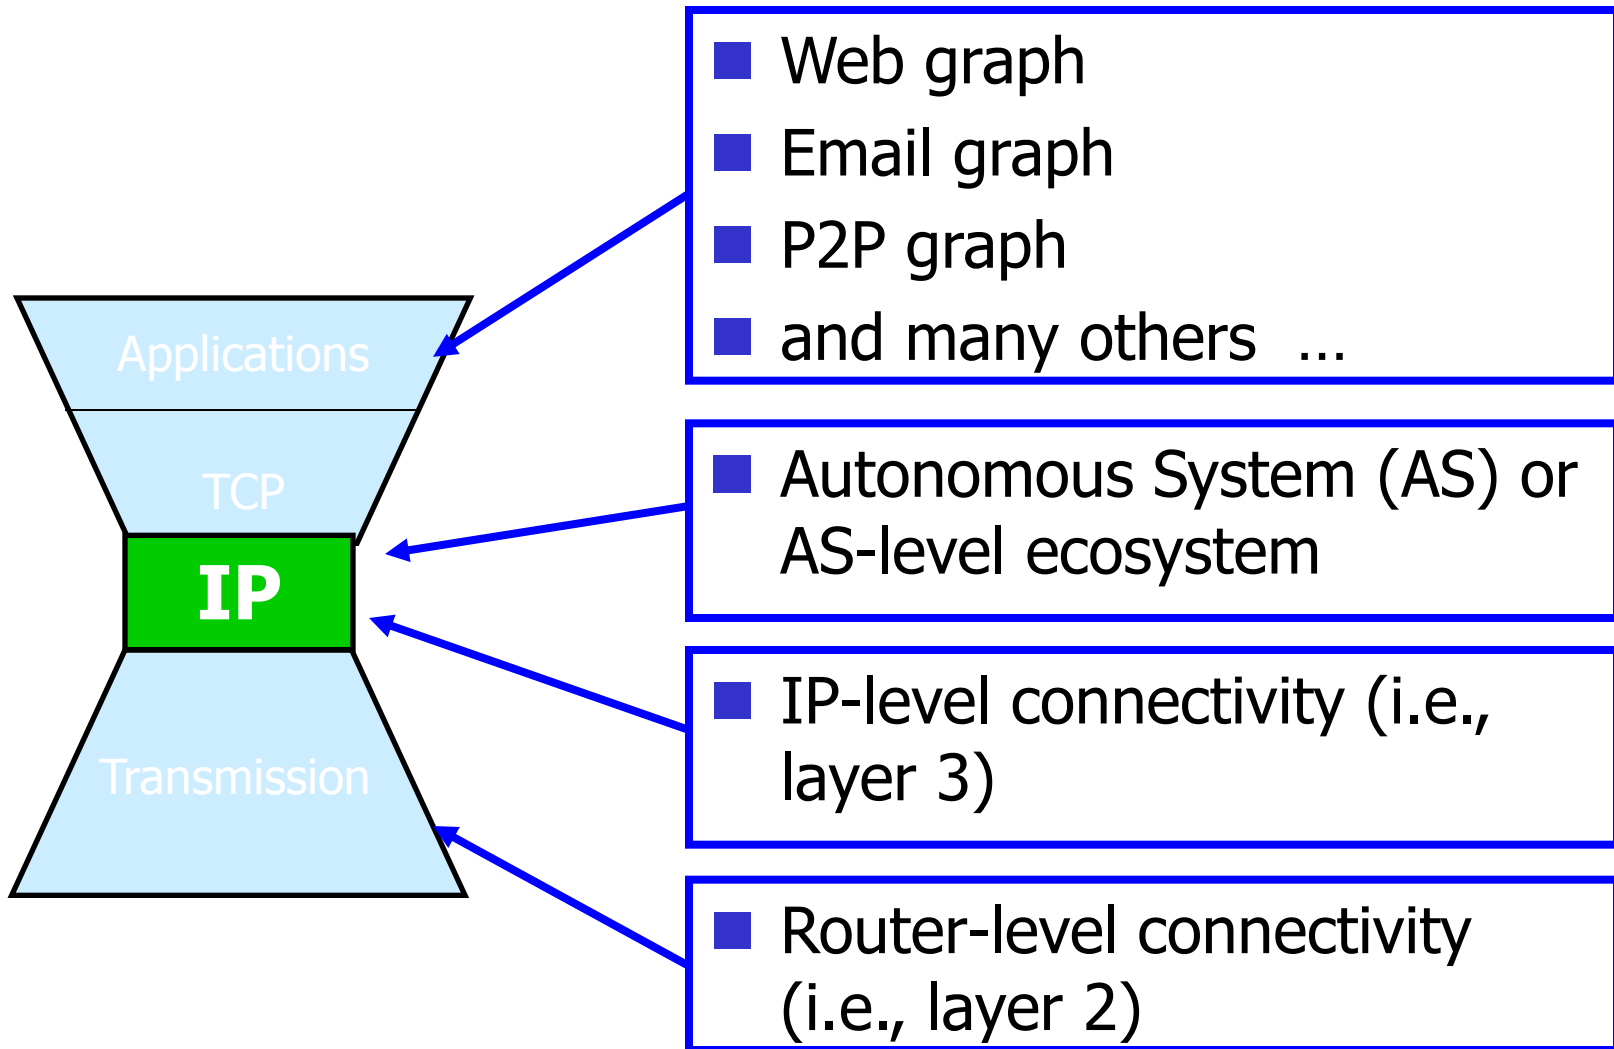 Web graph
Email graph
P2P graph
and many others ...
Applications
TCP
IP
Transmission
Autonomous System (AS) or
AS-level ecosystem
IP-level connectivity (i.e.,
layer 3)
Router-level connectivity
(i.e., layer 2)